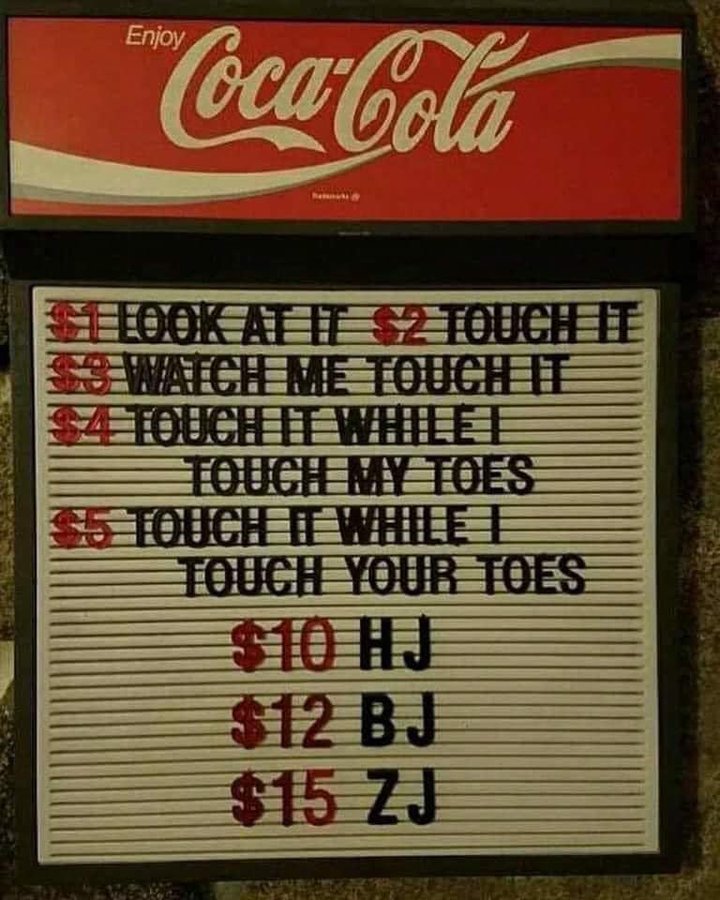 Enjoy
Coca-Cola
Trademarks ®
$1 LOOK AT IT $2 TOUCH IT
$3 WATCH ME TOUCH IT
$4 TOUCH IT WHILE I
TOUCH MY TOES
$5 TOUCH IT WHILE I
TOUCH YOUR TOES
$10 HJ
$12 BJ
$15 ZJ